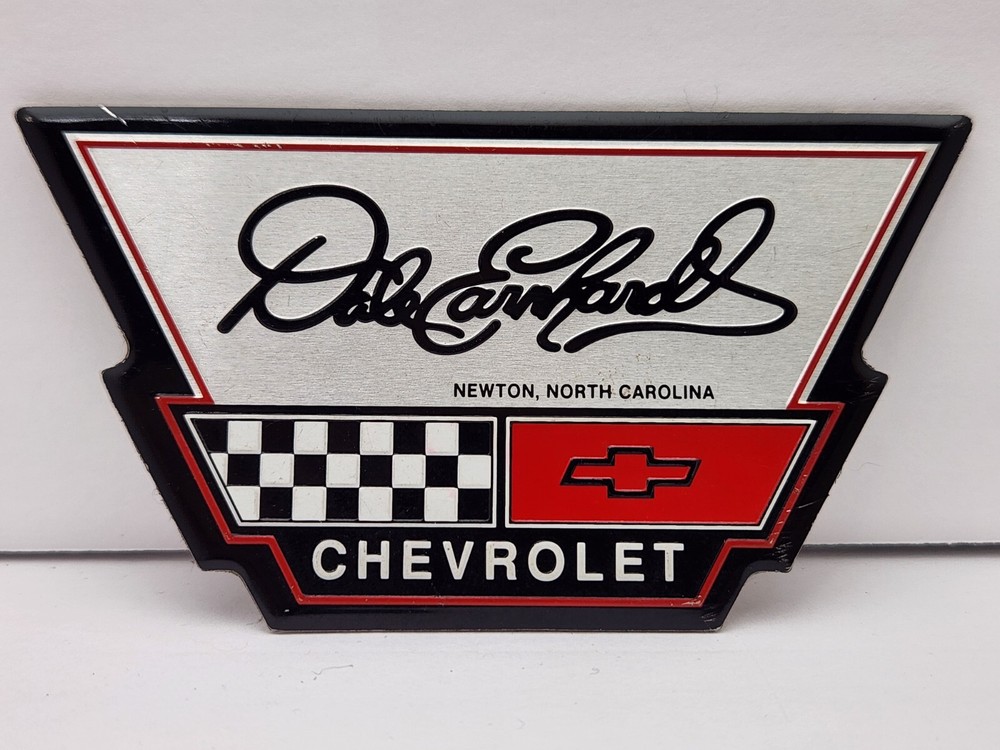 Dale Earnhardt
NEWTON, NORTH CAROLINA
CHEVROLET